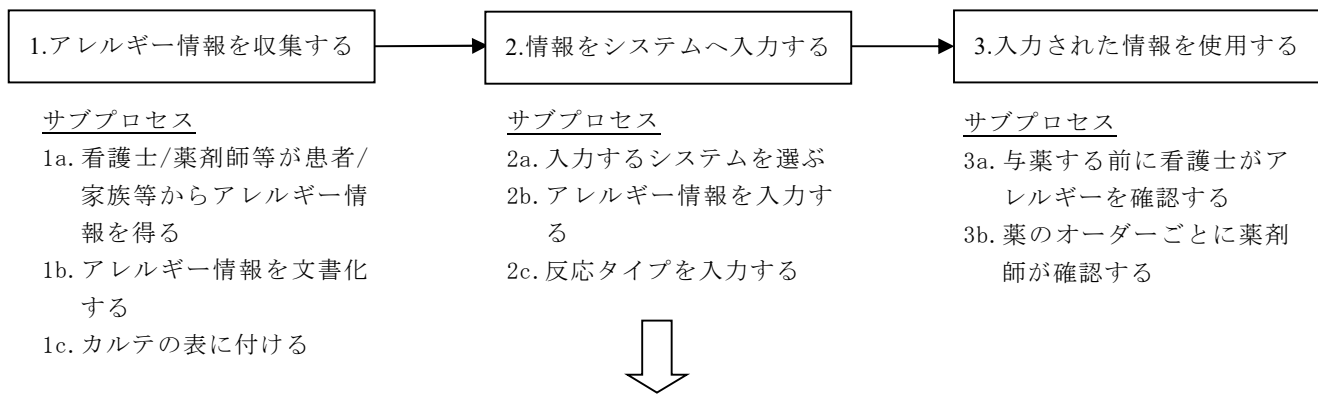 1.アレルギー情報を収集する
2.情報をシステムへ入力する
3.入力された情報を使用する
サブプロセス
1a.看護士/薬剤師等が患者/
家族等からアレルギー情
報を得る
1b.アレルギー情報を文書化
する
1c.カルテの表に付ける
サブプロセス
2a.入力するシステムを選ぶ
2b.アレルギー情報を入力す
る
2c.反応タイプを入力する
サブプロセス
3a.与薬する前に看護士がア
レルギーを確認する
3b.薬のオーダーごとに薬剤
師が確認する